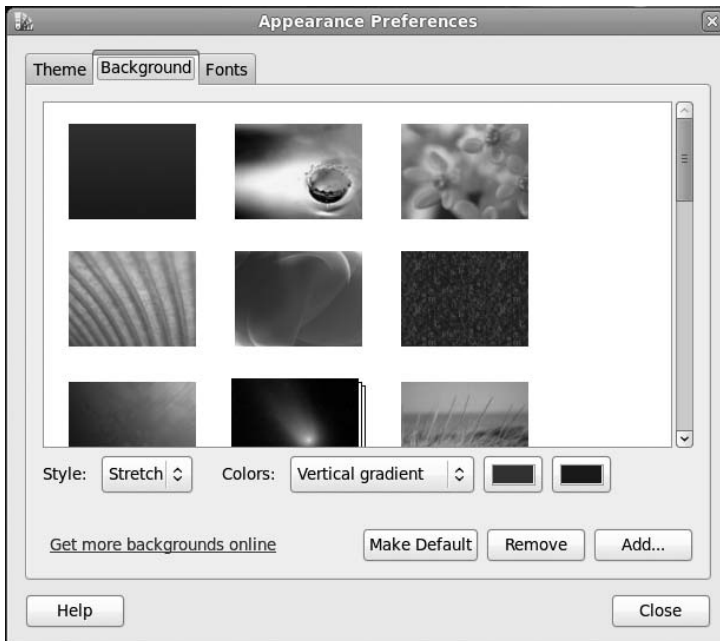 Appearance Preferences
Theme Background Fonts
Style: Stretch Colors: Vertical gradient
Get more backgrounds online Make Default Remove Add...
Help Close